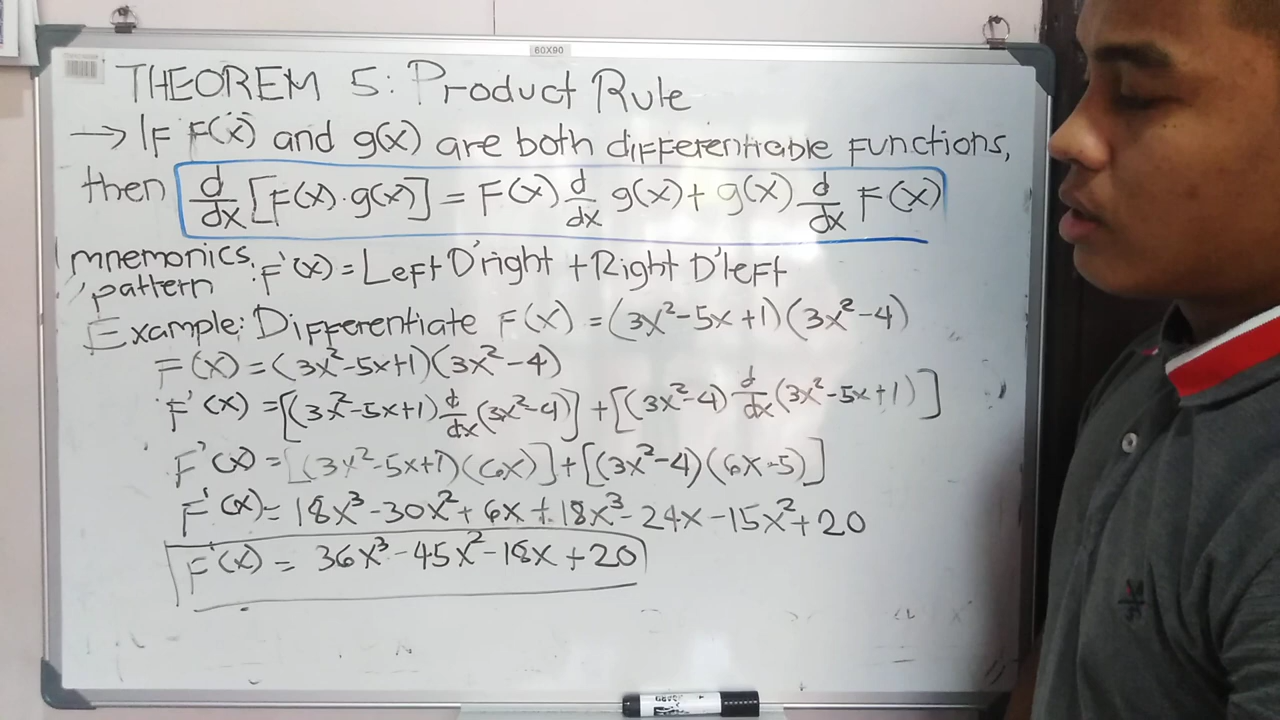 60X90
THEOREM 5: Product Rule
→ IF F(x) and g(x) are both differentiable functions,
then d/dx [F(x)·g(x)] = F(x) d/dx g(x) + g(x) d/dx F(x)
mnemonics pattern: F'(x) = Left D'right + Right D'left
Example: Differentiate F(x) = (3x²-5x+1)(3x²-4)
F(x) = (3x²-5x+1)(3x²-4)
F'(x) = [(3x²-5x+1) d/dx (3x²-4)] + [(3x²-4) d/dx (3x²-5x+1)]
F'(x) = [(3x²-5x+1)(6x)] + [(3x²-4)(6x-5)]
F'(x) = 18x³-30x²+6x+18x³-24x-15x²+20
F'(x) = 36x³-45x²-18x+20